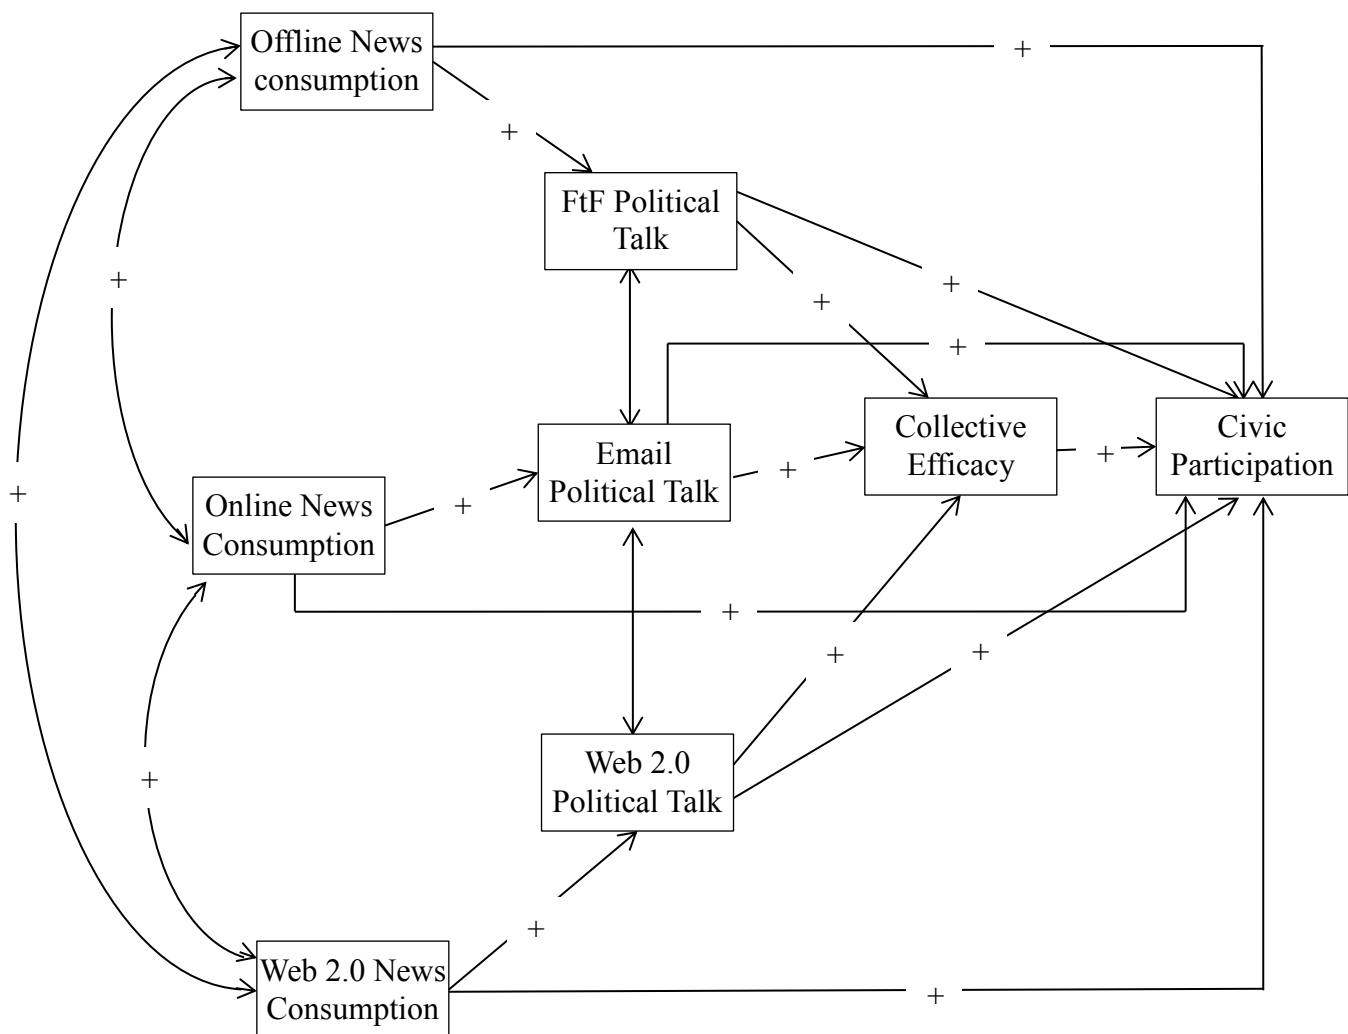 Offline News
consumption
+
+
FtF Political
Talk
+
+
+
+
+
Email
Political Talk
Collective
Efficacy
Civic
Participation
+
+
+
+
Online News
Consumption
+
+
+
Web 2.0
Political Talk
+
+
Web 2.0 News
Consumption
+